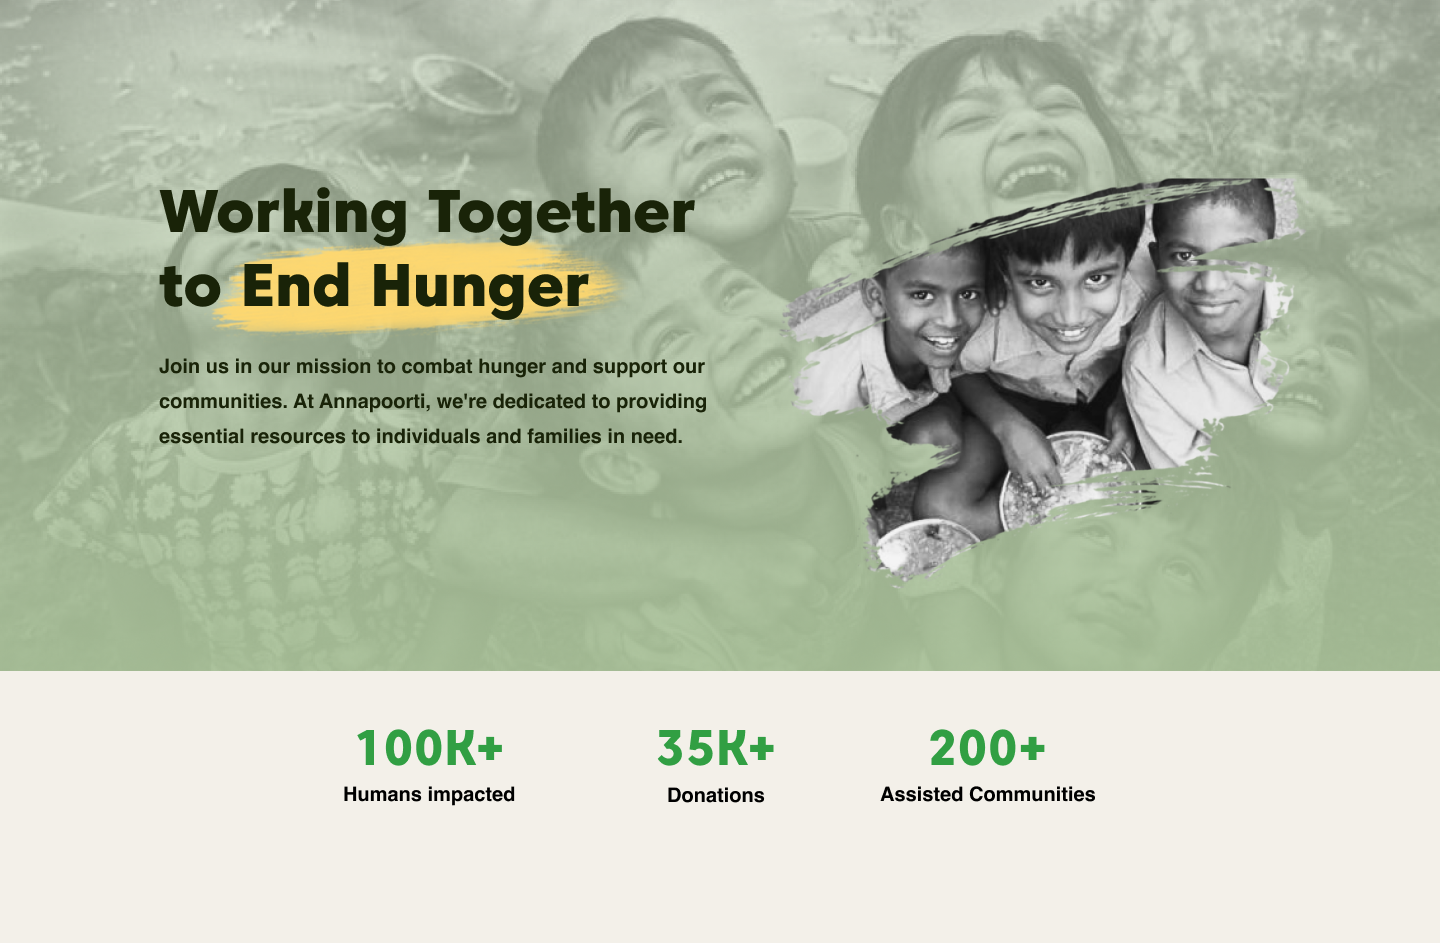 Working Together
to End Hunger
Join us in our mission to combat hunger and support our
communities. At Annapoorti, we're dedicated to providing
essential resources to individuals and families in need.
100K+
Humans impacted
35K+
Donations
200+
Assisted Communities